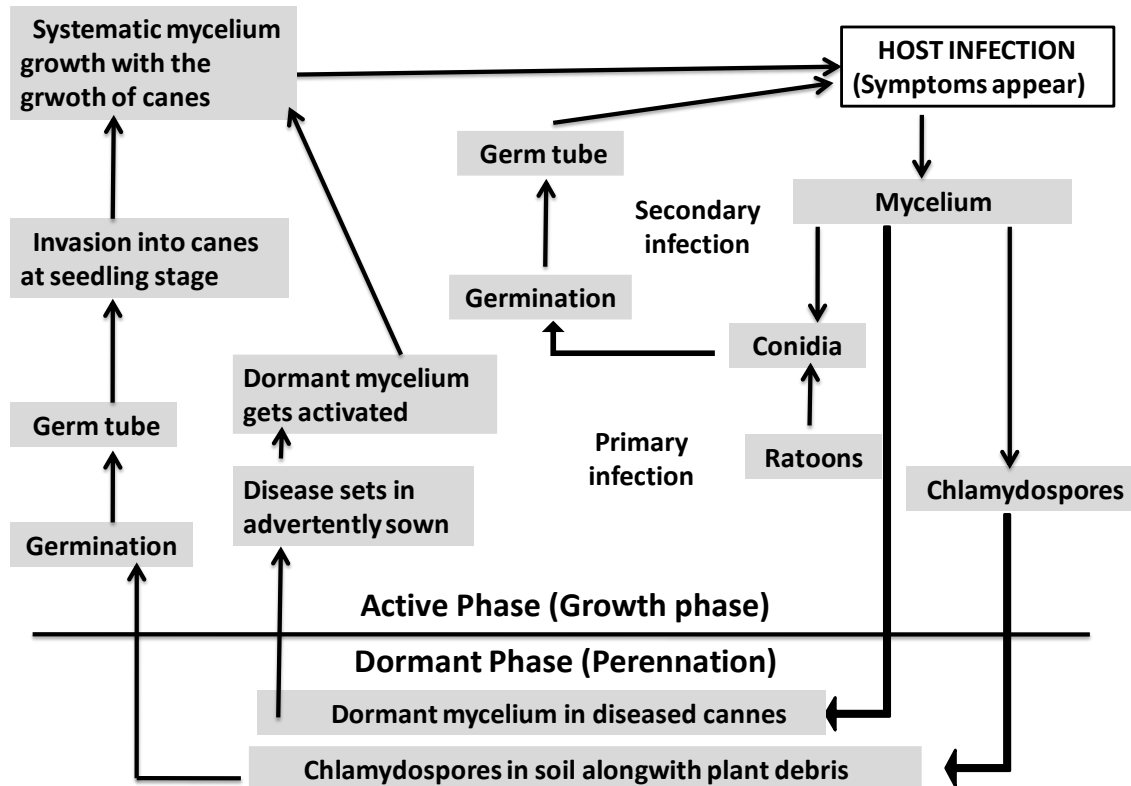 Systematic mycelium
growth with the
grwoth of canes
HOST INFECTION
(Symptoms appear)
Germ tube
Mycelium
Secondary
infection
Invasion into canes
at seedling stage
Germination
Conidia
Dormant mycelium
gets activated
Germ tube
Primary
infection
Ratoons
Disease sets in
advertently sown
Chlamydospores
Germination
Active Phase (Growth phase)
Dormant Phase (Perennation)
Dormant mycelium in diseased cannes
Chlamydospores in soil alongwith plant debris